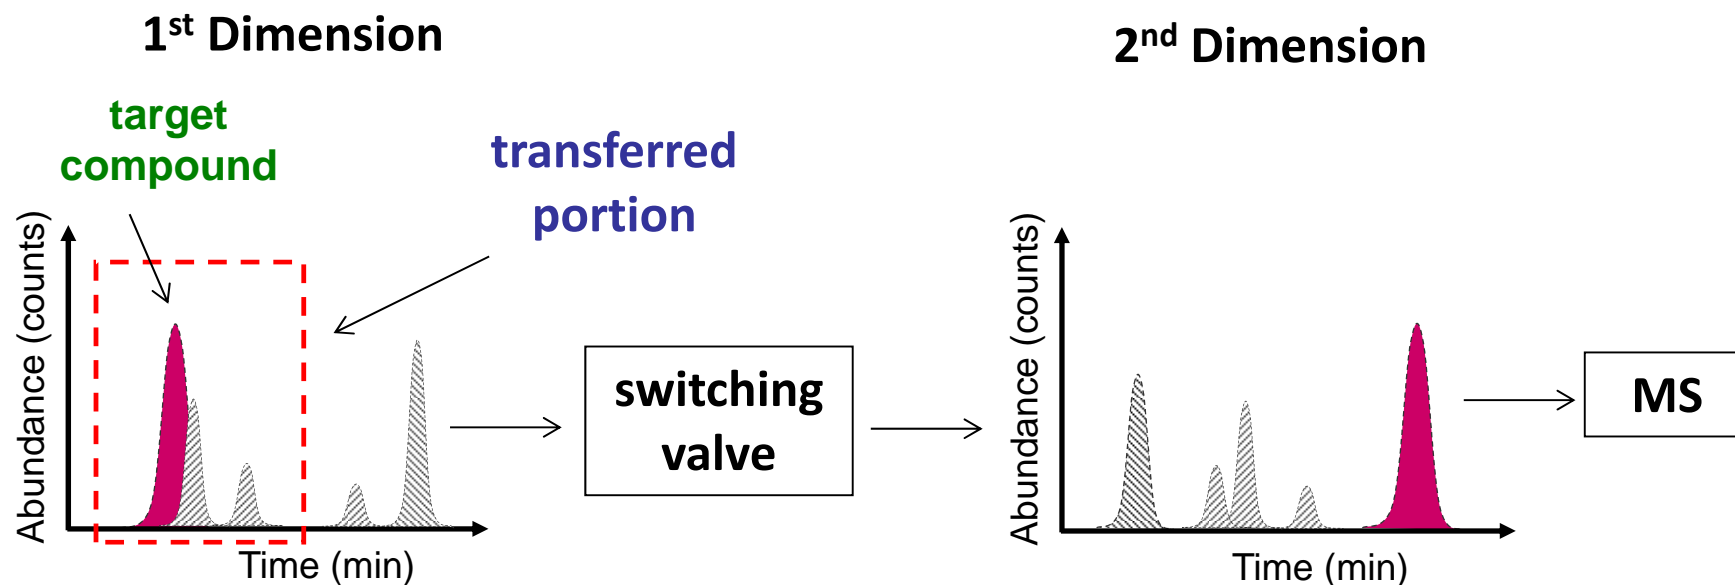 1st Dimension
2nd Dimension
target
compound
transferred
portion
Abundance (counts)
Time (min)
switching
valve
Abundance (counts)
Time (min)
MS